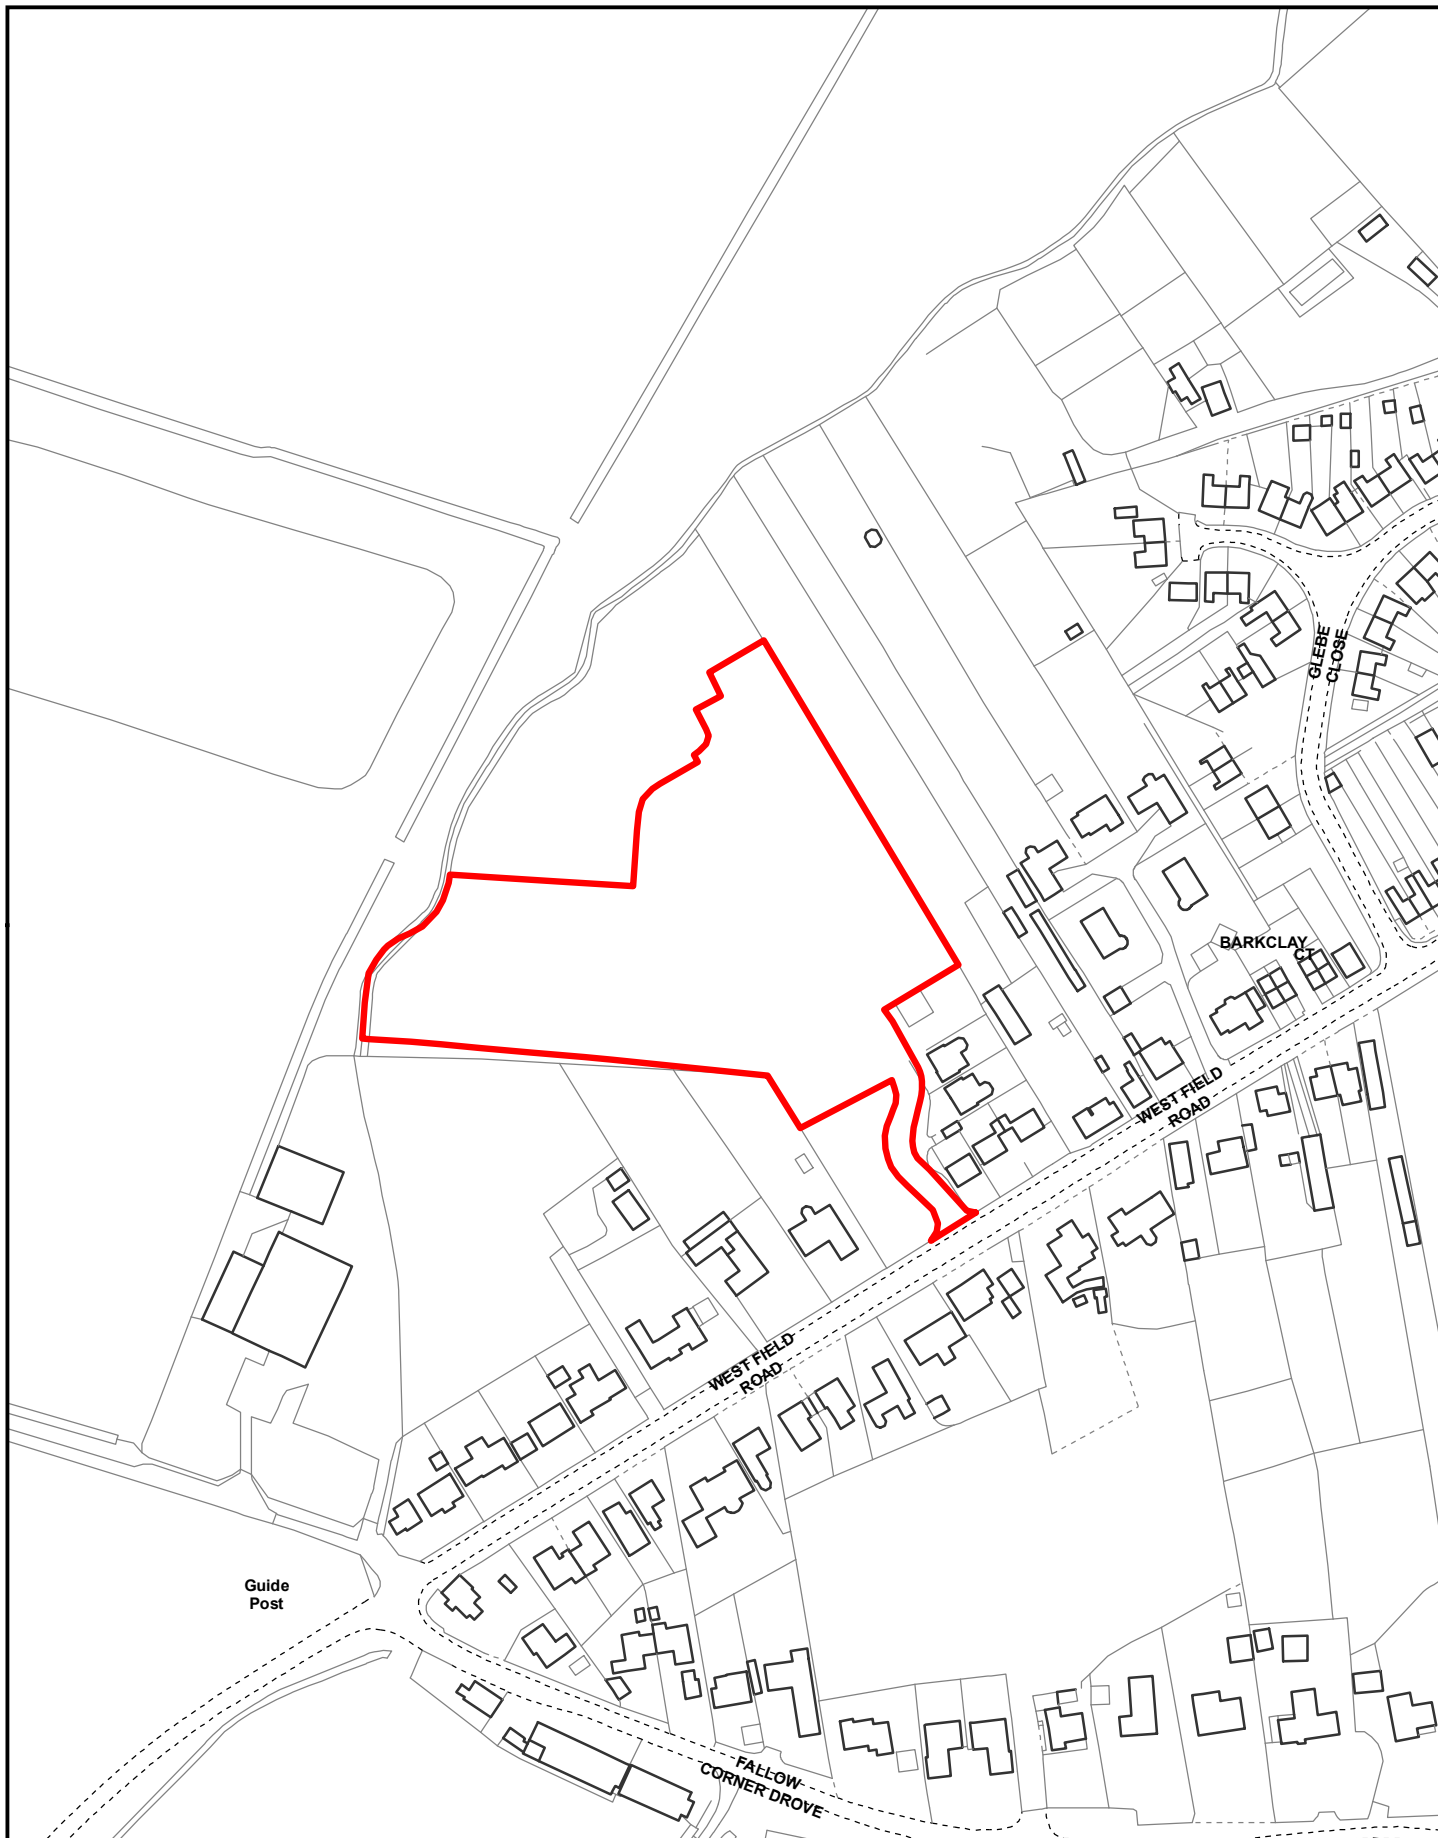 GLEBE
CLOSE
BARKCLAY
CT
WEST FIELD
ROAD
WEST FIELD
ROAD
Guide
Post
FALLOW
CORNER DROVE